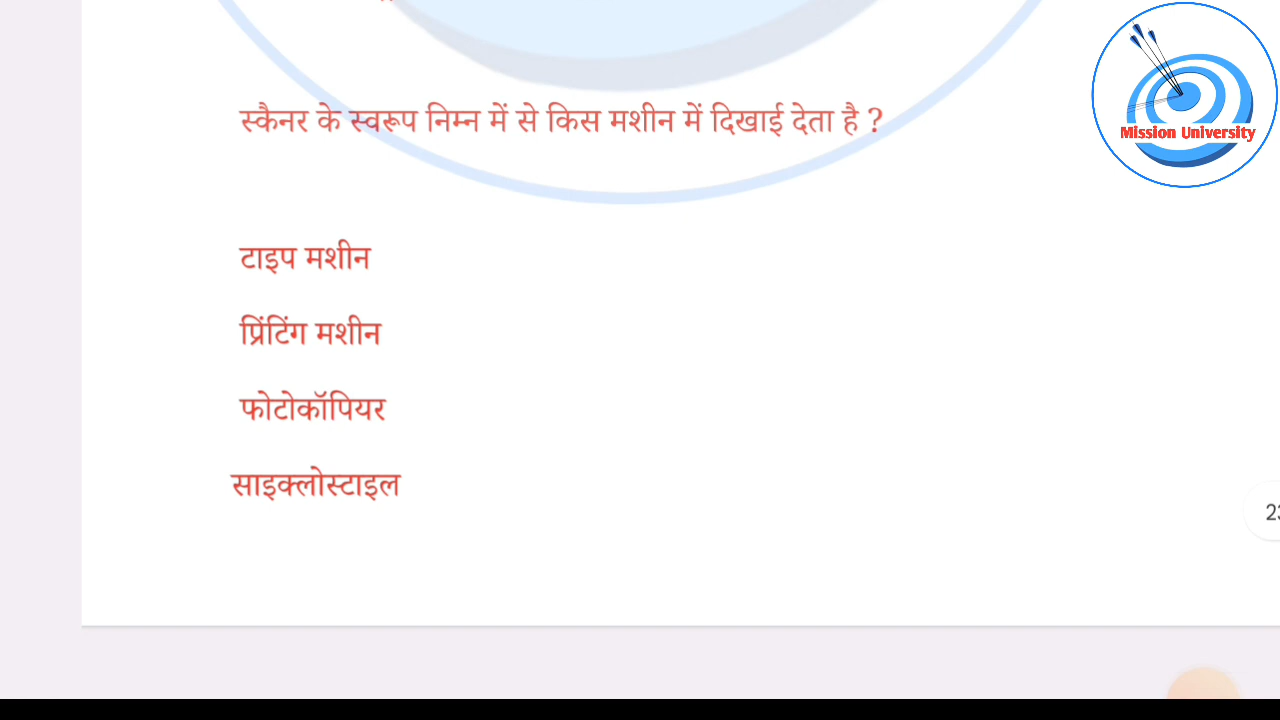 Mission University
स्कैनर के स्वरूप निम्न में से किस मशीन में दिखाई देता है ?
टाइप मशीन
प्रिंटिंग मशीन
फोटोकॉपियर
साइक्लोस्टाइल